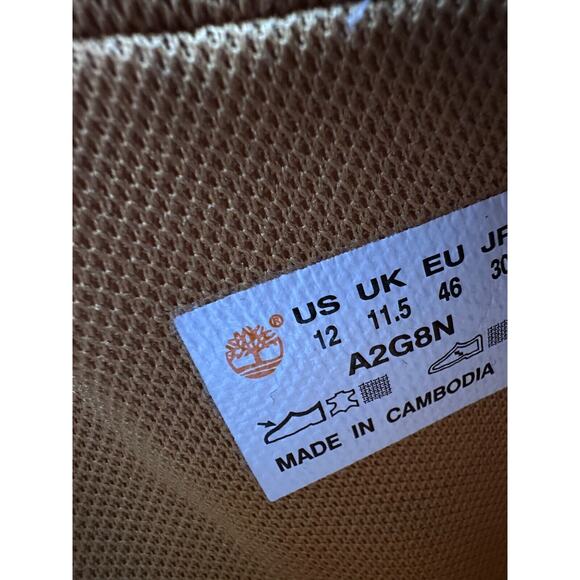 US UK EU JP
12 11.5 46 30
A2G8N
MADE IN CAMBODIA
®